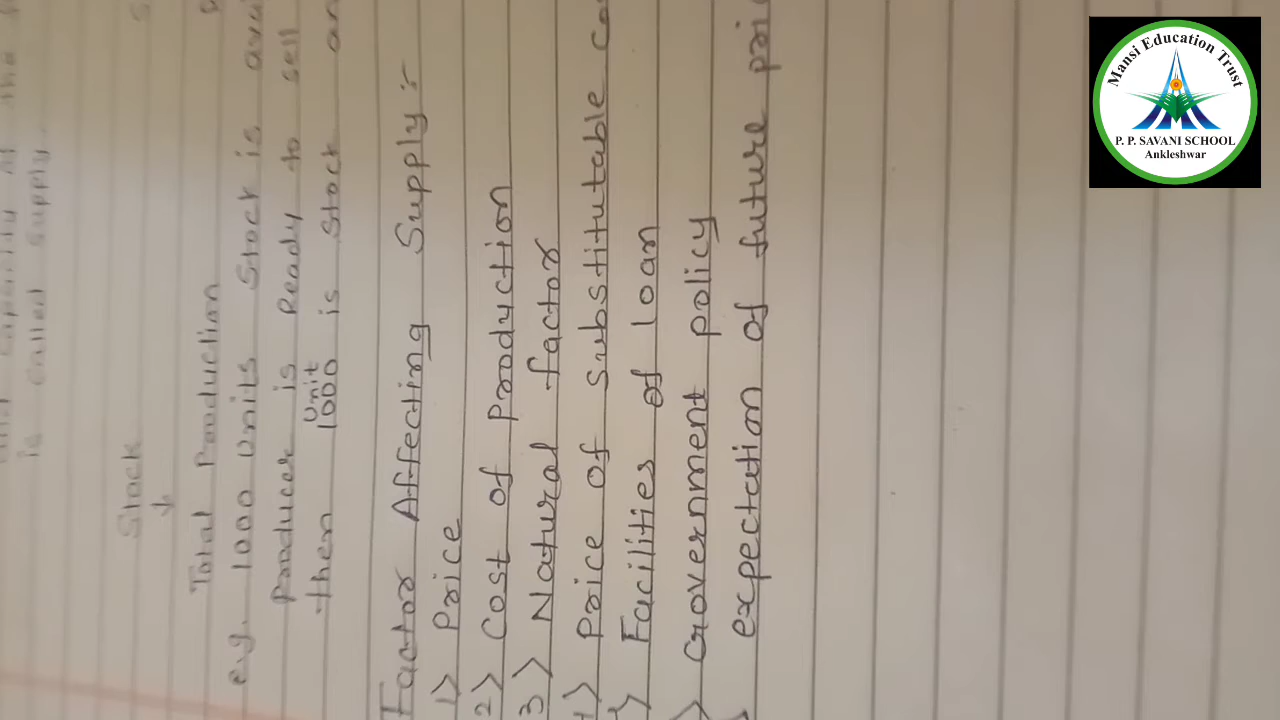 is called supply.
Stock
Total Production
e.g. 1000 units stock is
producer is ready to sell
then 1000 unit is stock
Factor Affecting Supply :-
1> Price
2> Cost of production
3> Natural factor
Price of substitutable
Facilities of loan
Government policy
expectation of future
Mansi Education Trust
P. P. SAVANI SCHOOL
Ankleshwar